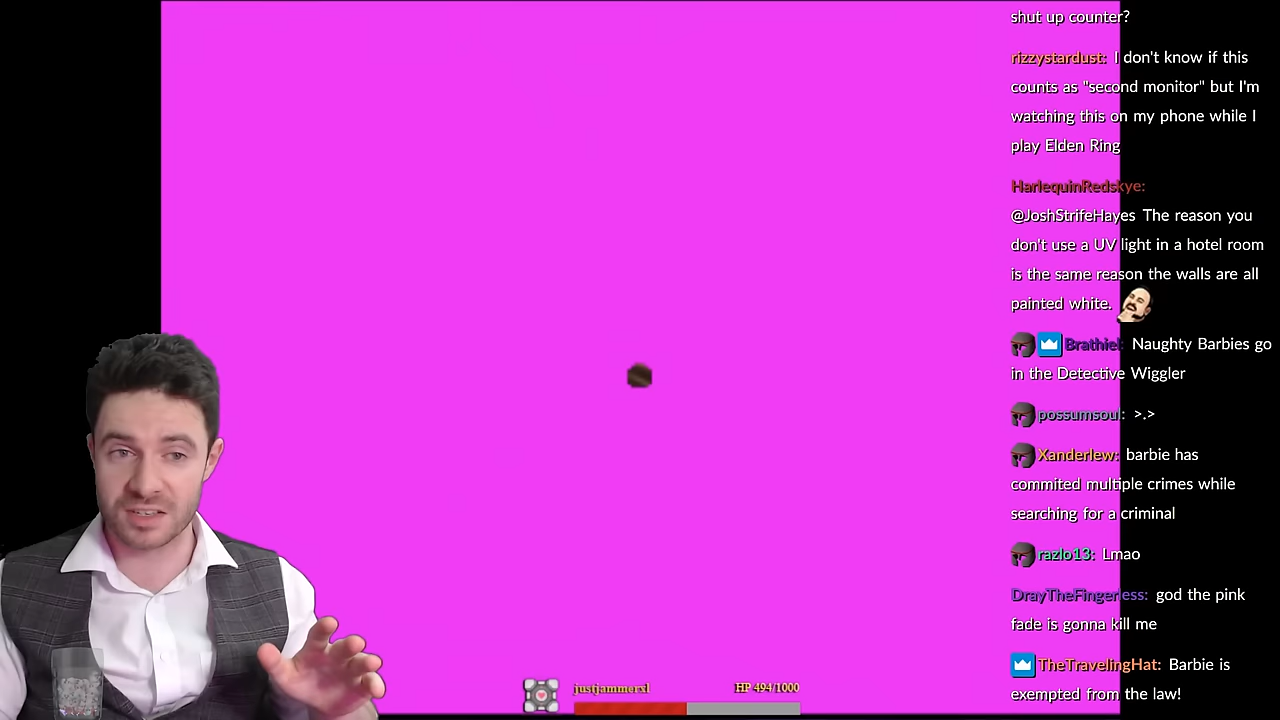 shut up counter?
rizzystardust: I don't know if this
counts as "second monitor" but I'm
watching this on my phone while I
play Elden Ring
HarlequinRedskye:
@JoshStrifeHayes The reason you
don't use a UV light in a hotel room
is the same reason the walls are all
painted white.
Brathiel: Naughty Barbies go
in the Detective Wiggler
possumsoul: >.>
Xanderlew: barbie has
commited multiple crimes while
searching for a criminal
razlo13: Lmao
DrayTheFingerless: god the pink
fade is gonna kill me
TheTravelingHat: Barbie is
exempted from the law!
justjammerxl HP 494/1000